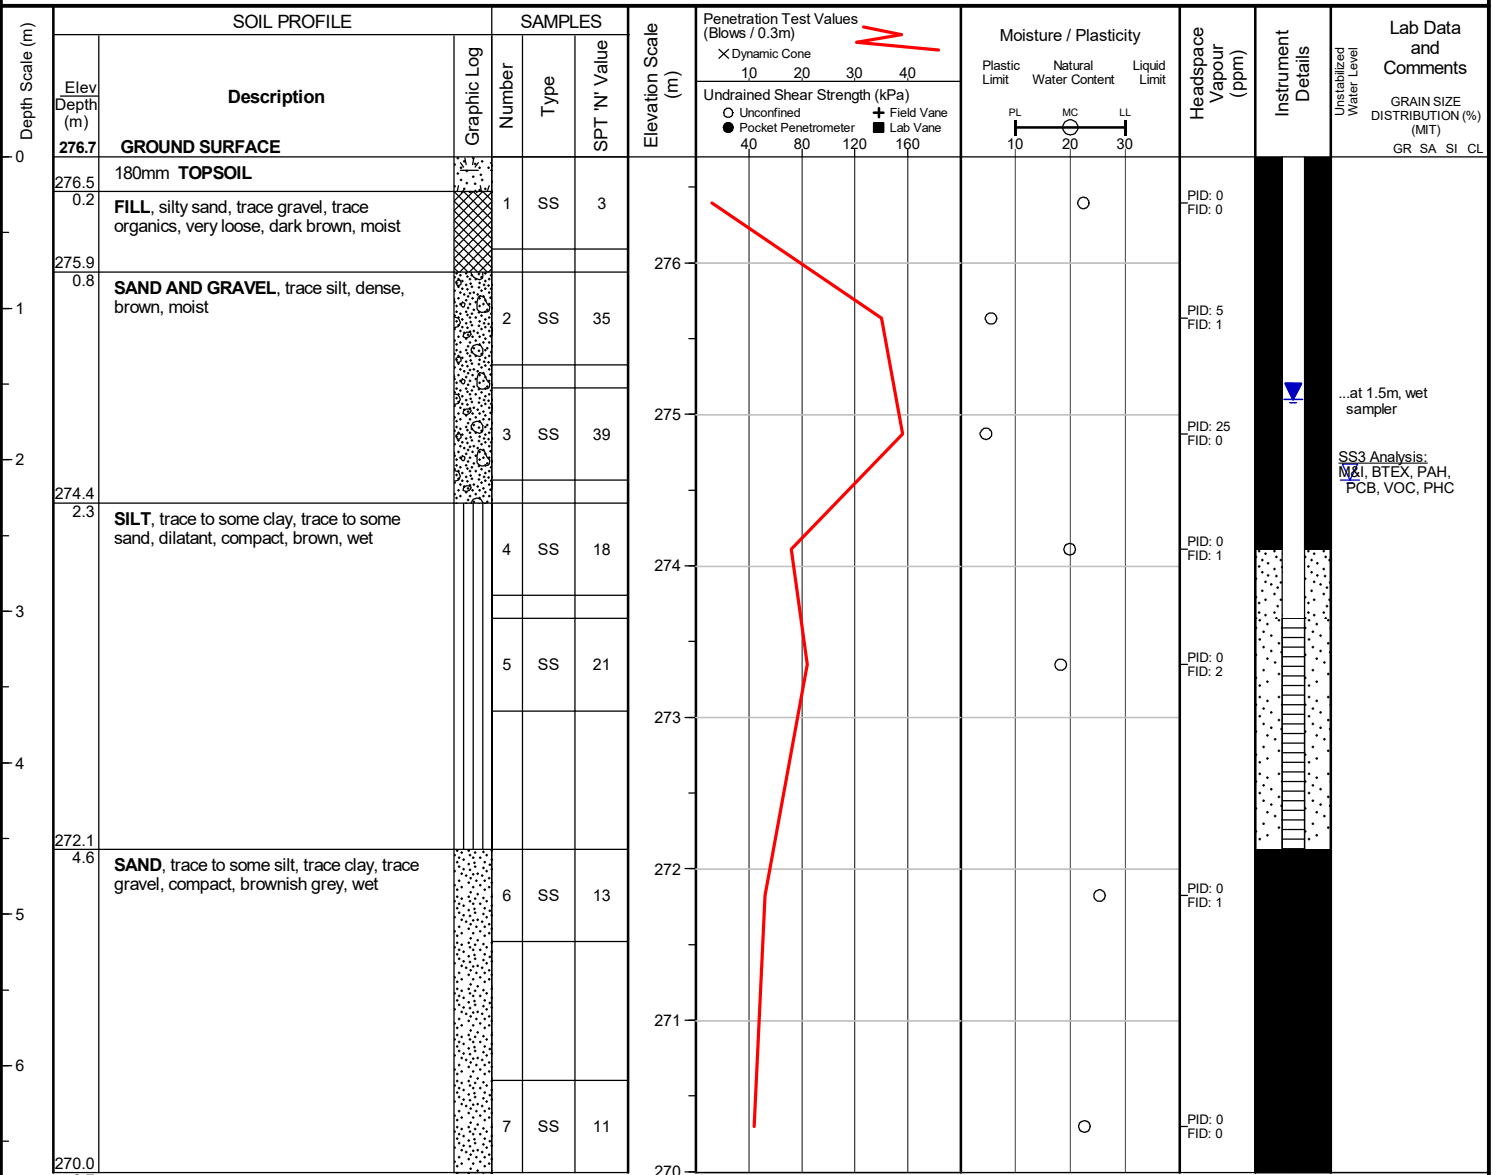 SOIL PROFILE
SAMPLES
Depth Scale (m)
Elev
Depth
(m)
276.7
Description
GROUND SURFACE
Graphic Log
Number
Type
SPT 'N' Value
Elevation Scale
(m)
Penetration Test Values
(Blows / 0.3m)
Dynamic Cone
10 20 30 40
Undrained Shear Strength (kPa)
Unconfined
Field Vane
Pocket Penetrometer
Lab Vane
40 80 120 160
Moisture / Plasticity
Plastic
Limit
Natural
Water Content
Liquid
Limit
PL MC LL
10 20 30
Headspace
Vapour
(ppm)
Instrument
Details
Unstabilized
Water Level
Lab Data
and
Comments
GRAIN SIZE
DISTRIBUTION (%)
(MIT)
GR SA SI CL
0
180mm TOPSOIL
276.5
0.2
FILL, silty sand, trace gravel, trace
organics, very loose, dark brown, moist
1 SS 3
PID: 0
FID: 0
275.9
0.8
276
SAND AND GRAVEL, trace silt, dense,
brown, moist
1
2 SS 35
PID: 5
FID: 1
275
...at 1.5m, wet
sampler
3 SS 39
PID: 25
FID: 0
2
SS3 Analysis:
M&I, BTEX, PAH,
PCB, VOC, PHC
274.4
2.3
SILT, trace to some clay, trace to some
sand, dilatant, compact, brown, wet
4 SS 18
PID: 0
FID: 1
274
3
5 SS 21
PID: 0
FID: 2
273
4
272.1
4.6
272
SAND, trace to some silt, trace clay, trace
gravel, compact, brownish grey, wet
6 SS 13
PID: 0
FID: 1
5
271
6
7 SS 11
PID: 0
FID: 0
270.0
270